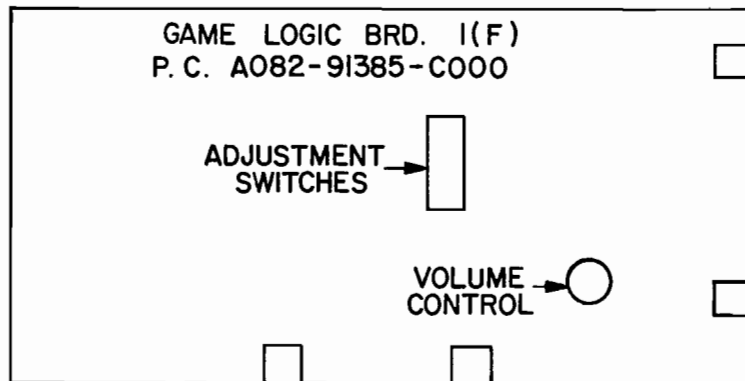 GAME LOGIC BRD. 1(F)
P.C. A082-91385-C000
ADJUSTMENT
SWITCHES
VOLUME
CONTROL